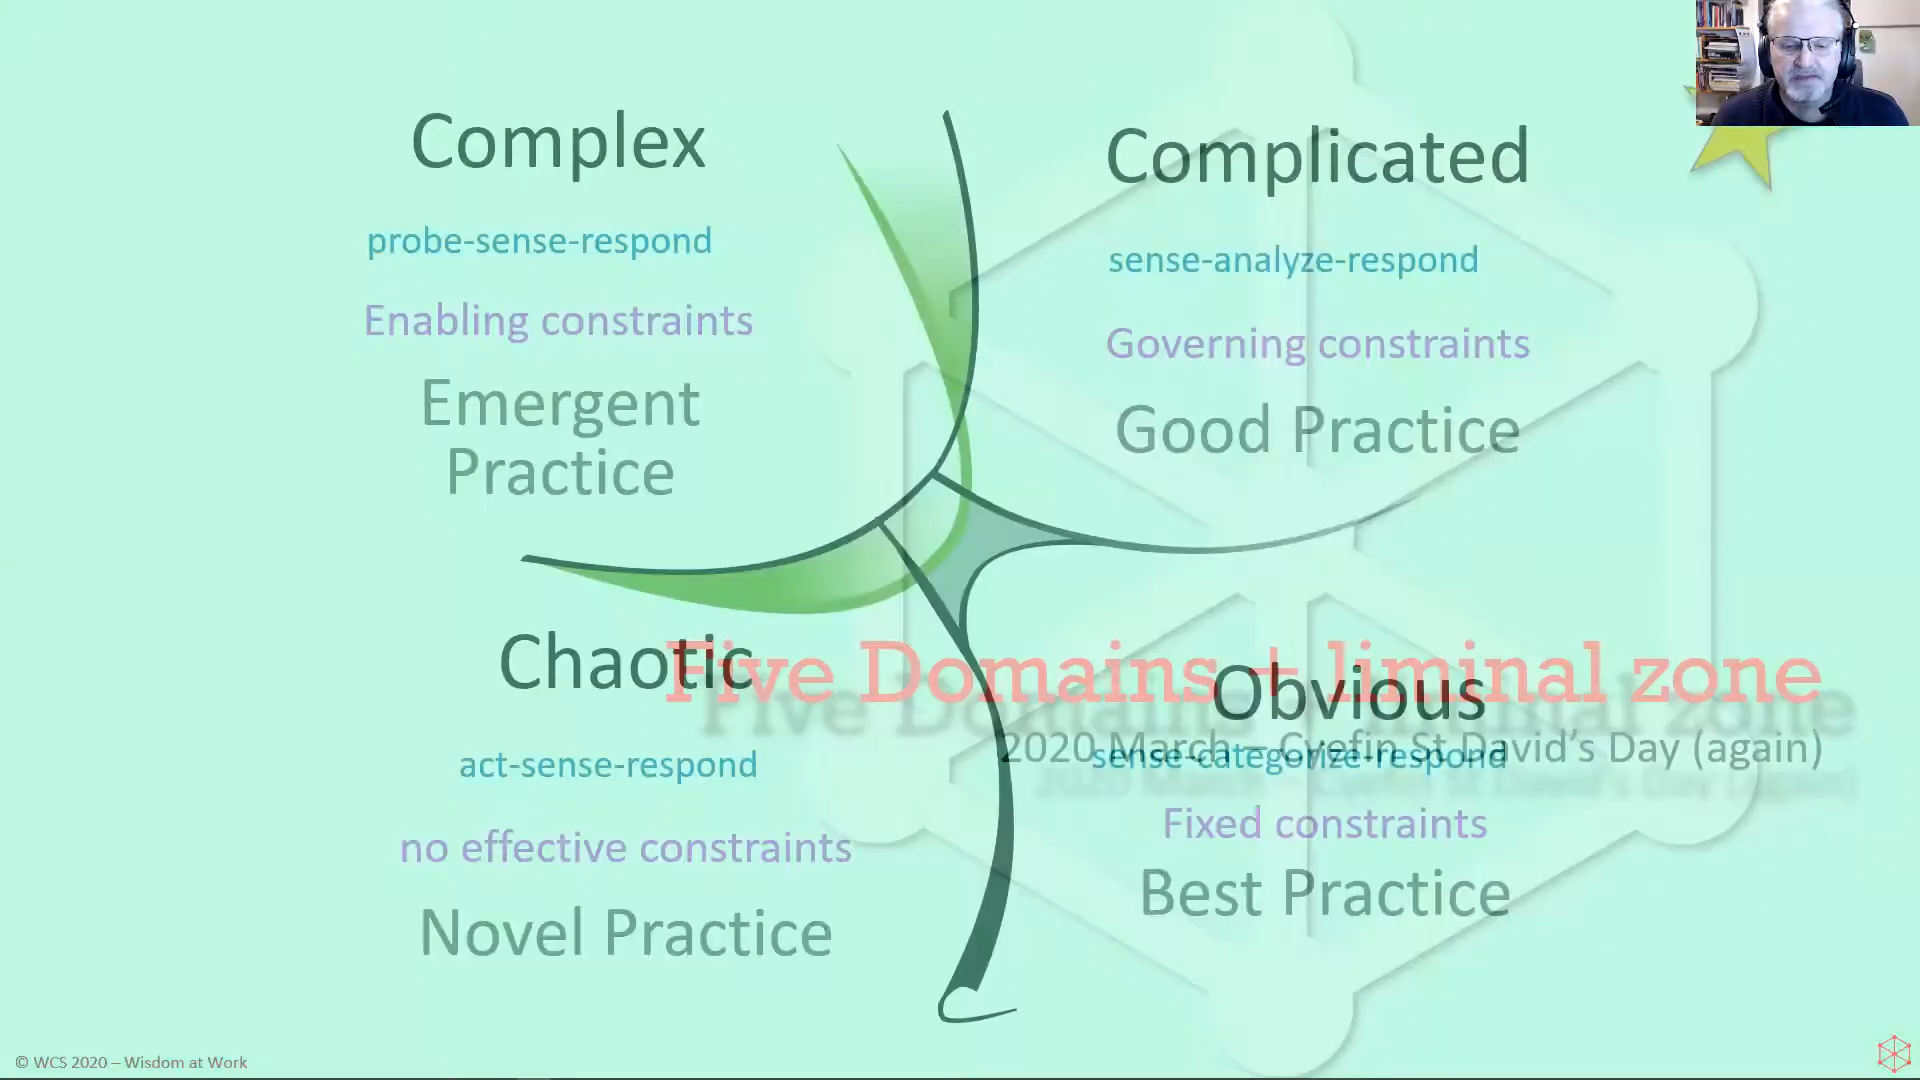 Complex
probe-sense-respond
Enabling constraints
Emergent
Practice
Complicated
sense-analyze-respond
Governing constraints
Good Practice
Chaotic
act-sense-respond
no effective constraints
Novel Practice
Five Domains + liminal zone
Obvious
2020 March – Cyefin St David's Day (again)
sense-categorize-respond
Fixed constraints
Best Practice
© WCS 2020 – Wisdom at Work